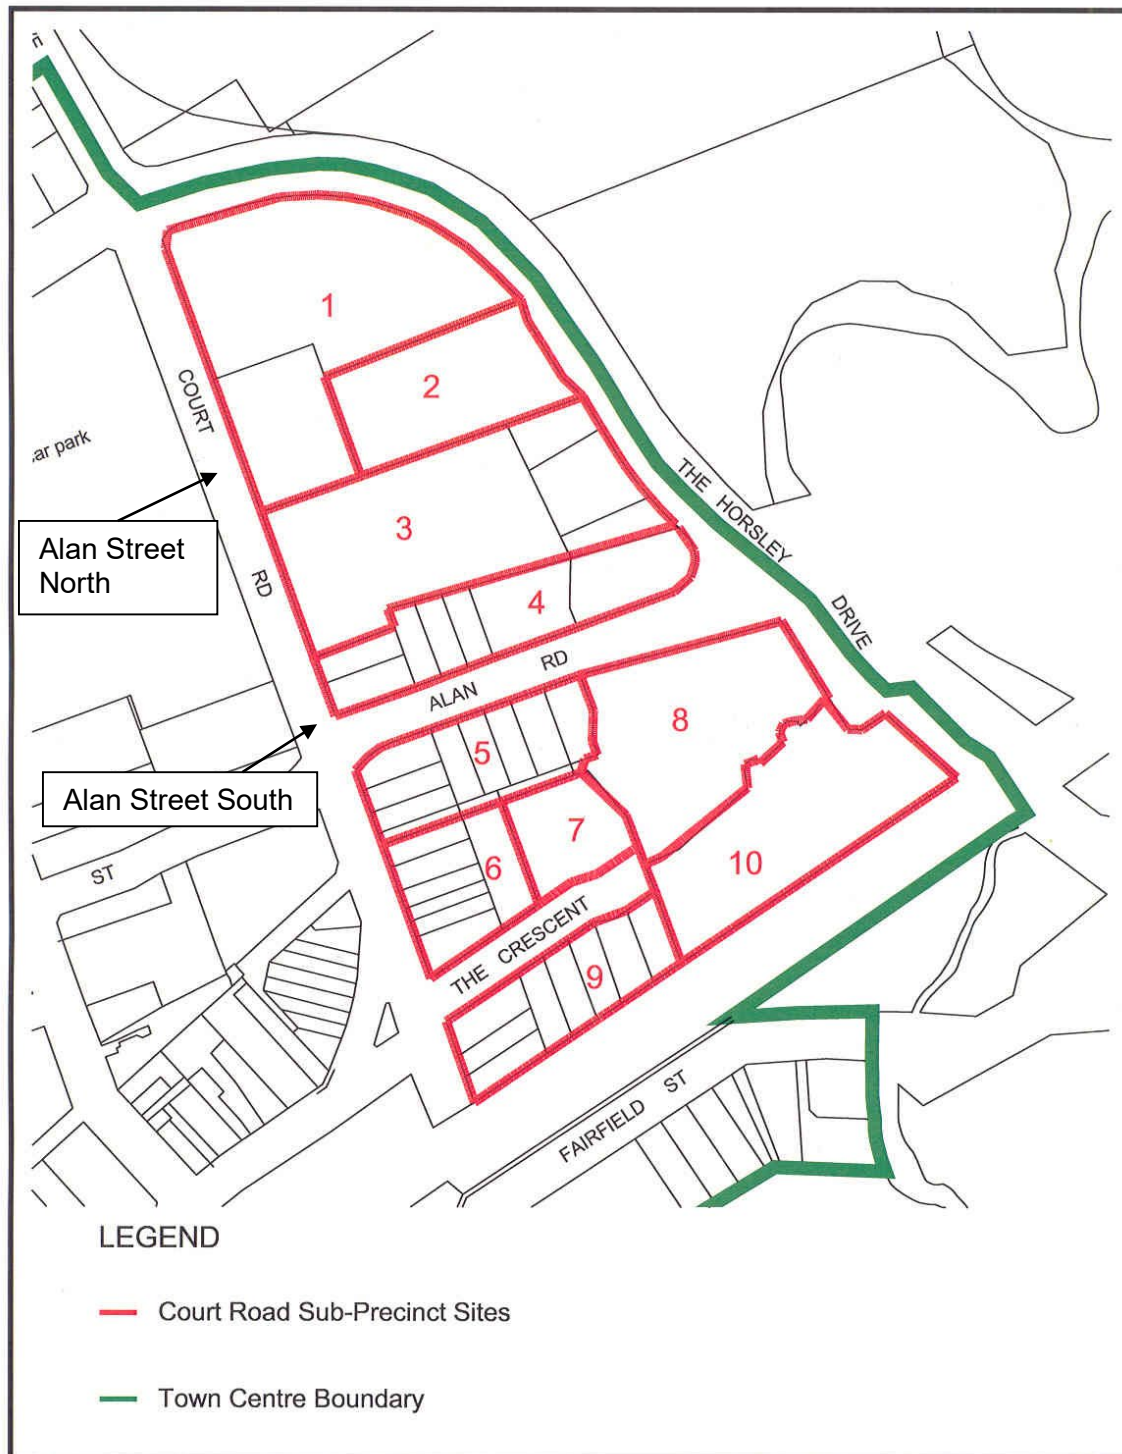 1
COURT
2
ar park
THE HORSLEY
3
Alan Street
North
RD
4
DRIVE
RD
ALAN
8
5
Alan Street South
7
10
6
ST
THE CRESCENT
9
FAIRFIELD ST
LEGEND
Court Road Sub-Precinct Sites
Town Centre Boundary